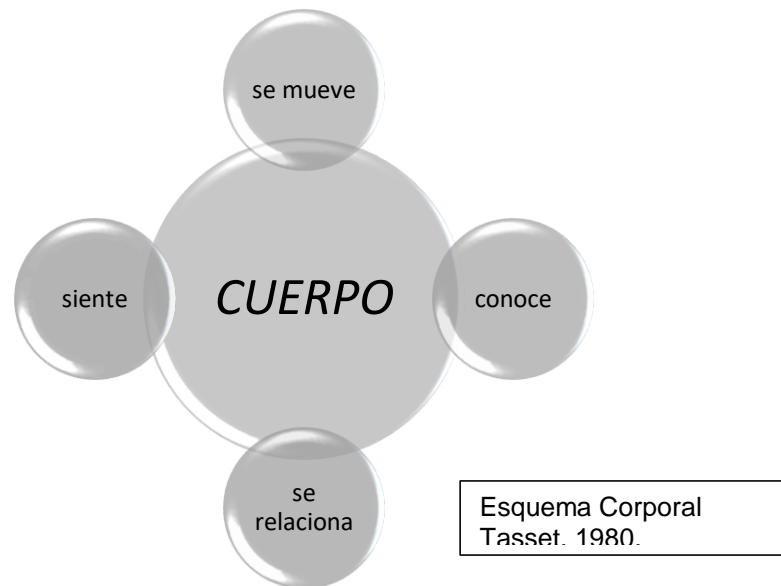 se mueve
siente
CUERPO
conoce
se
relaciona
Esquema Corporal
Tasset. 1980.